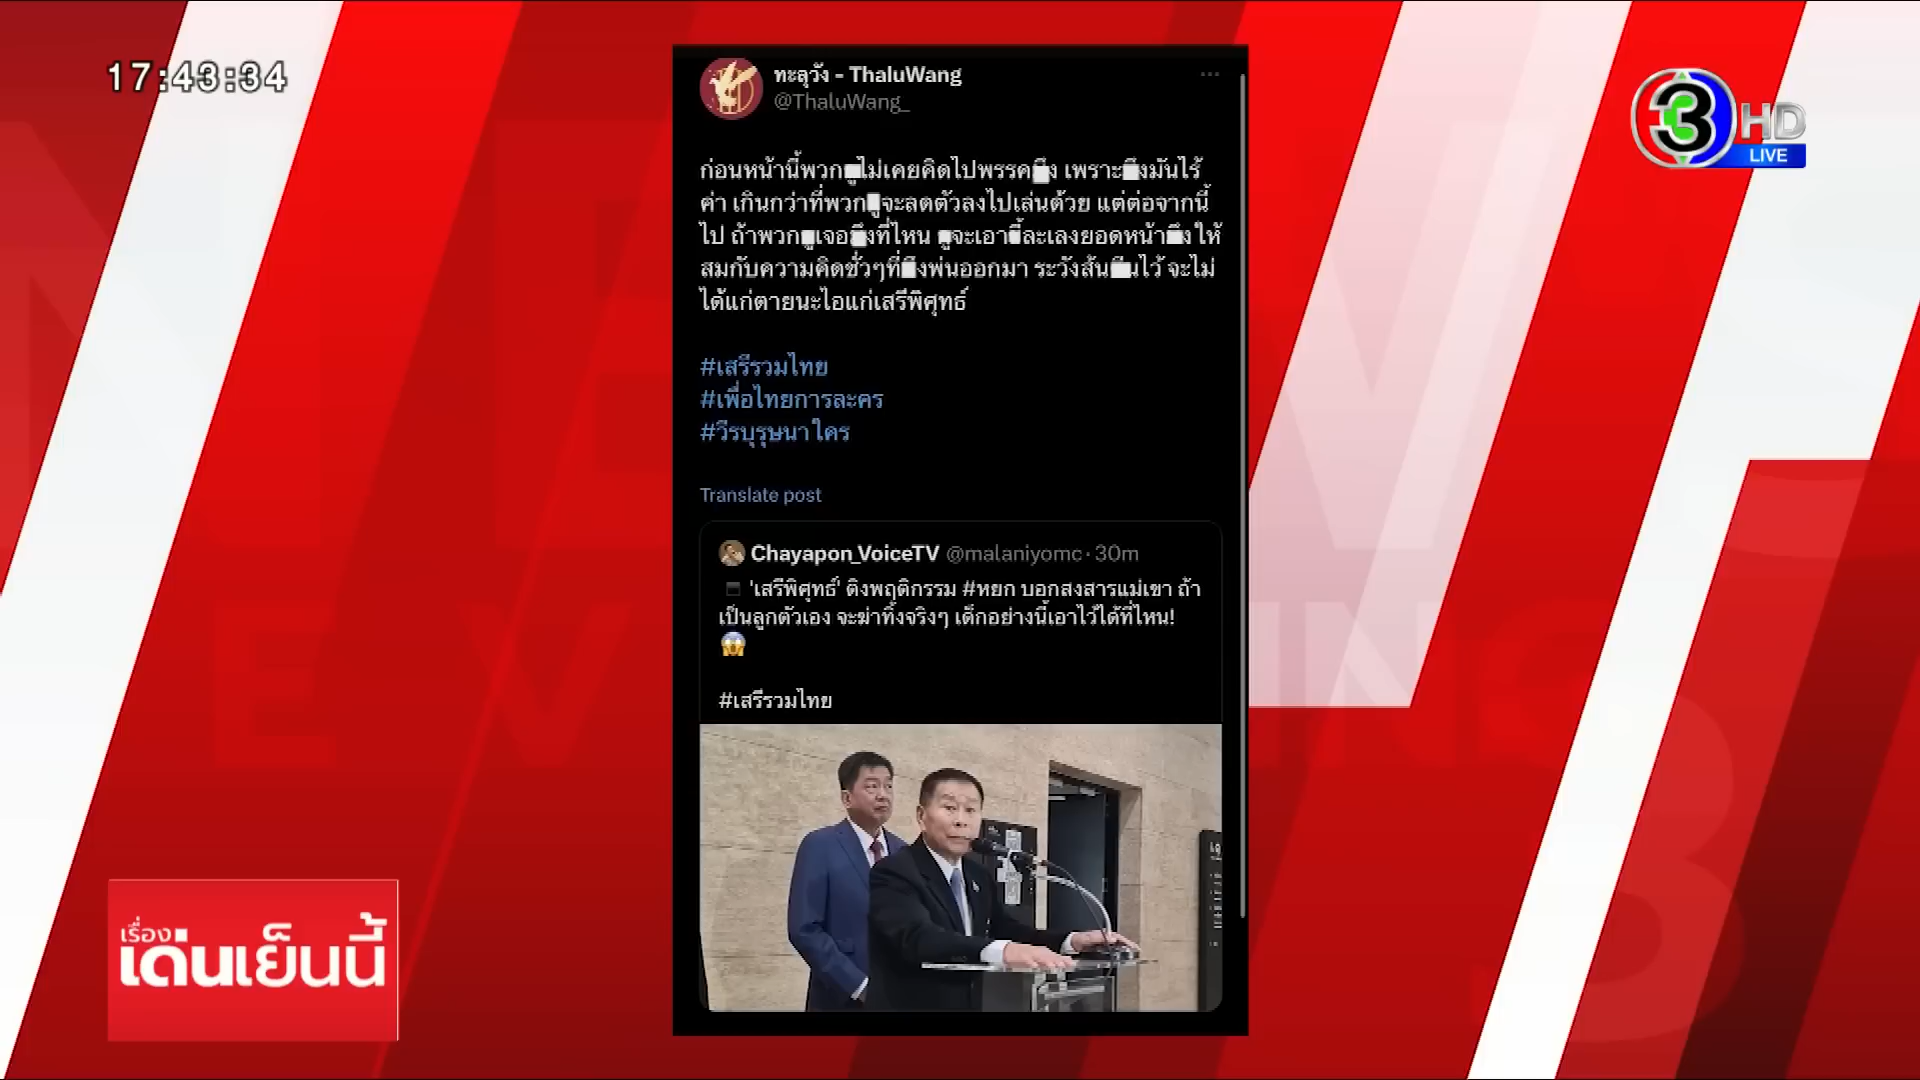 17:43:34
3 HD
LIVE
ทะลุวัง - ThaluWang
@ThaluWang_
ก่อนหน้านี้พวก ไม่เคยคิดไปพรรค ง เพราะ งมันไร้
ค่า เกินกว่าที่พวก จะลดตัวลงไปเล่นด้วย แต่ต่อจากนี้
ไป ถ้าพวก เจอ งที่ไหน จะเอา ละเลงยอดหน้า งให้
สมกับความคิดชั่วๆที่ งพ่นออกมา ระวังส้น นไว้ จะไม่
ได้แก่ตายนะไอแก่เสรีพิศุทธ์
#เสรีรวมไทย
#เพื่อไทยการละคร
#วีรบุรุษนาใคร
Translate post
Chayapon_VoiceTV @malaniyomc · 30m
'เสรีพิศุทธ์' ติงพฤติกรรม #หยก บอกสงสารแม่เขา ถ้า
เป็นลูกตัวเอง จะฆ่าทิ้งจริงๆ เด็กอย่างนี้เอาไว้ได้ที่ไหน!
😱
#เสรีรวมไทย
เรื่อง
เด่นเย็นนี้